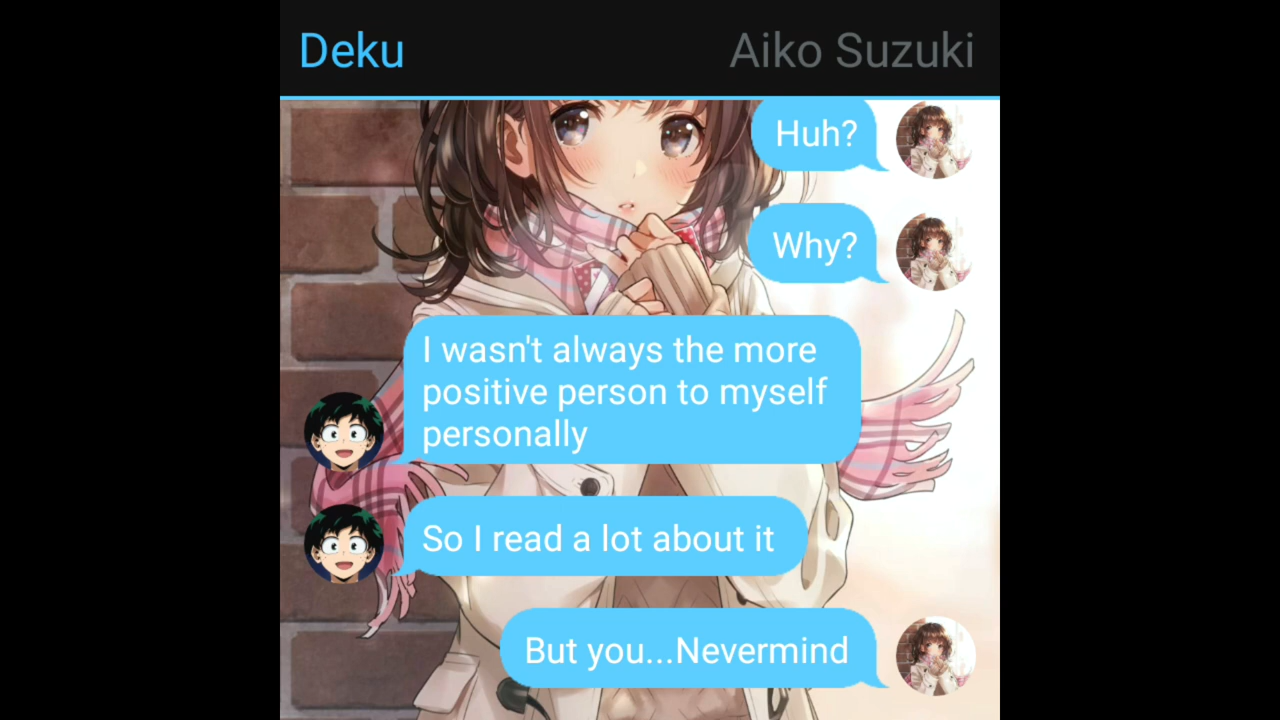 Deku
Aiko Suzuki
Huh?
Why?
I wasn't always the more
positive person to myself
personally
So I read a lot about it
But you...Nevermind